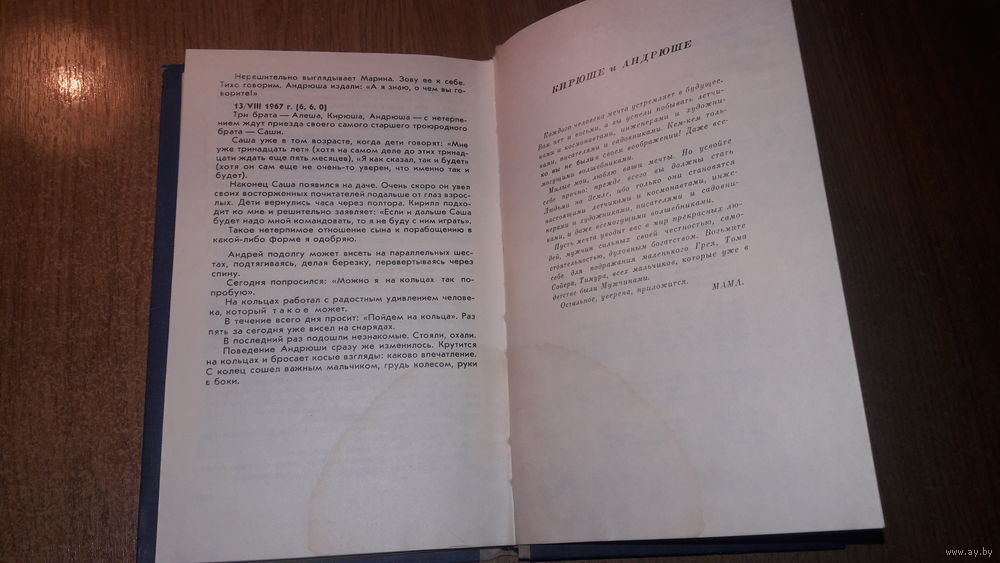 Нерешительно выглядывает Марина. Зову ее к себе.
Тихо говорим. Андрюша издали: «А я знаю, о чем вы го-
ворите!»
13/VIII 1967 г. [6, 6, 0]
Три брата — Алеша, Кирюша, Андрюша — с нетерпе-
нием ждут приезда своего самого старшего троюродного
брата — Саши.
Саша уже в том возрасте, когда дети говорят: «Мне
уже тринадцать лет» (хотя на самом деле до этих тринад-
цати ждать еще пять месяцев), «Я как сказал, так и будет»
(хотя он сам еще не очень-то уверен, что именно так и
будет).
Наконец Саша появился на даче. Очень скоро он увел
своих восторженных почитателей подальше от глаз взрос-
лых. Дети вернулись часа через полтора. Кирилл подхо-
дит ко мне и решительно заявляет: «Если и дальше Саша
будет надо мной командовать, то я не буду с ним играть».
Такое нетерпимое отношение сына к порабощению в
какой-либо форме я одобряю.
Андрей подолгу может висеть на параллельных шес-
тах, подтягиваясь, делая березку, перевертываясь через
спину.
Сегодня попросился: «Можно я на кольцах так по-
пробую».
На кольцах работал с радостным удивлением челове-
ка, который такое может.
В течение всего дня просит: «Пойдем на кольца». Раз
пять за сегодня уже висел на снарядах.
В последний раз подошли незнакомые. Стояли, охали.
Поведение Андрюши сразу же изменилось. Крутится
на кольцах и бросает косые взгляды: каково впечатление.
С колец сошел важным мальчиком, грудь колесом, руки
в боки.
КИРЮШЕ и АНДРЮШЕ
Каждого человека мечта устремляет в будущее.
Вам нет и восьми, а вы успели побывать летчи-
ками и космонавтами, инженерами и художни-
ками, писателями и садовниками. Кем-кем толь-
ко вы не были в своем воображении! Даже все-
могущими волшебниками.
Милые мои, люблю ваши мечты. Но усвойте
себе прочно: прежде всего вы должны стать
Людьми на Земле, ибо только они становятся
настоящими летчиками и космонавтами, инже-
нерами и художниками, писателями и садовни-
ками, и даже всемогущими волшебниками.
Пусть мечта уводит вас в мир прекрасных лю-
дей, мужчин сильных своей честностью, само-
стоятельностью, духовным богатством. Возьмите
себе для подражания маленького Грея, Тома
Сойера, Тимура, всех мальчиков, которые уже в
детстве были Мужчинами.
Остальное, уверена, приложится.
МАМА.
www.ay.by